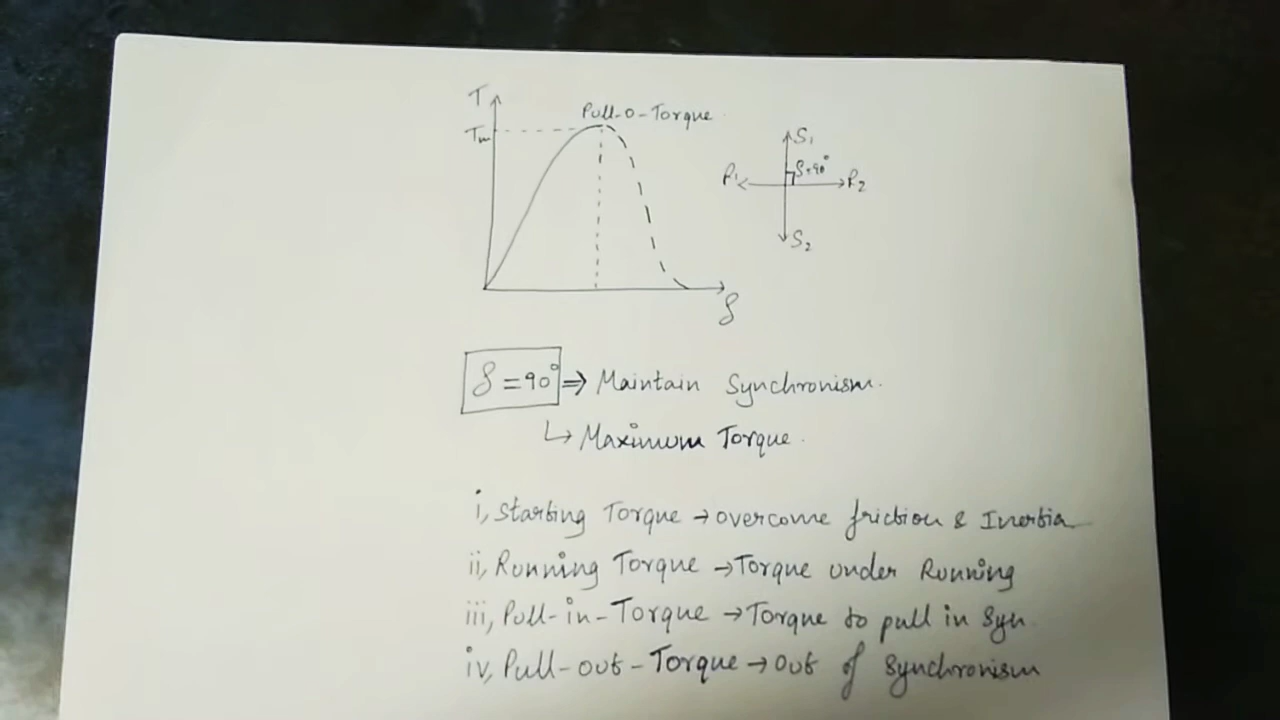 T
Pull-o-Torque
Tm
S1
δ=90°
P1
P2
S2
δ
δ=90° ⇒ Maintain Synchronism.
↳ Maximum Torque.
i, Starting Torque → overcome friction & Inertia
ii, Running Torque → Torque under Running
iii, Pull-in-Torque → Torque to pull in Syn.
iv, Pull-out-Torque → Out of Synchronism